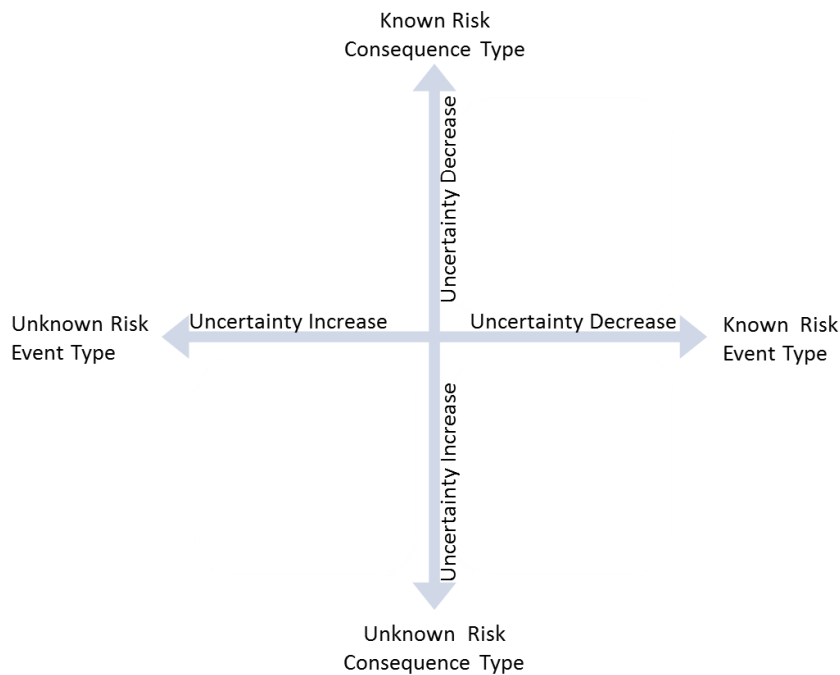 Known Risk
Consequence Type
Uncertainty Decrease
Unknown Risk
Event Type
Uncertainty Increase
Uncertainty Decrease
Known Risk
Event Type
Uncertainty Increase
Unknown Risk
Consequence Type